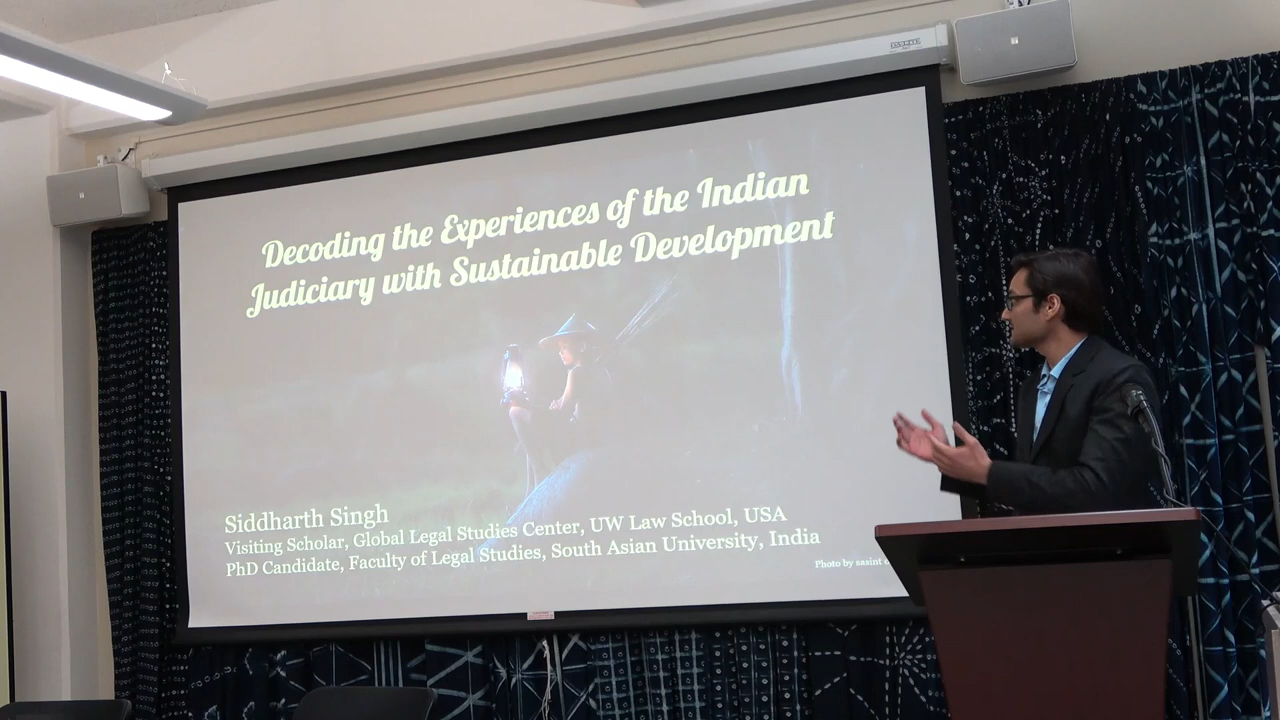 Decoding the Experiences of the Indian
Judiciary with Sustainable Development
Siddharth Singh
Visiting Scholar, Global Legal Studies Center, UW Law School, USA
PhD Candidate, Faculty of Legal Studies, South Asian University, India
Photo by sasint